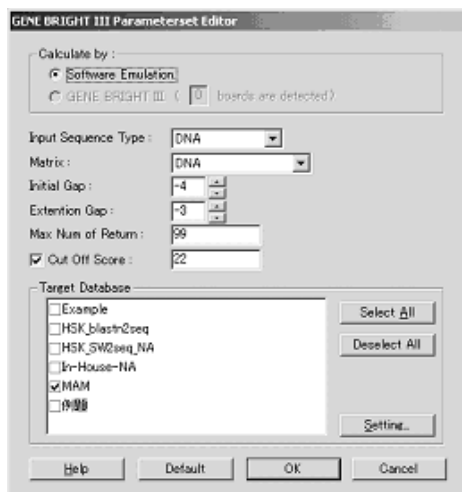 GENE BRIGHT III Parameterset Editor
Calculate by :
Software Emulation.
GENE BRIGHT III ( 0 boards are detected)
Input Sequence Type : DNA
Matrix : DNA
Initial Gap : -4
Extention Gap : -3
Max Num of Return : 99
Cut Off Score : 22
Target Database
Example
HSK_blastn2seq
HSK_SW2seq_NA
In-House-NA
MAM
例題
Select All
Deselect All
Setting...
Help Default OK Cancel